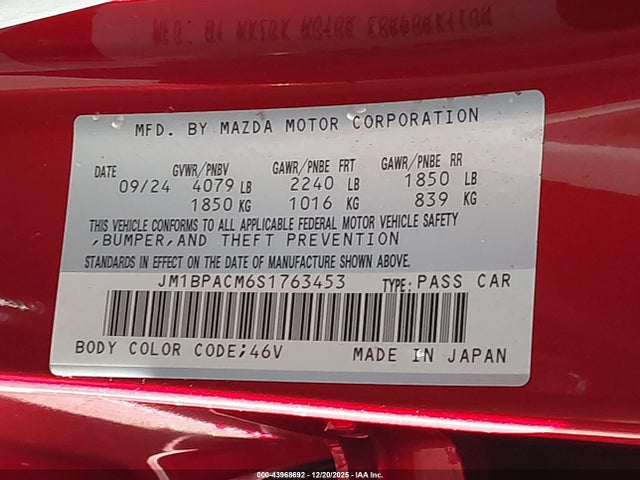 MFD. BY MAZDA MOTOR CORPORATION
DATE GVWR/PNBV GAWR/PNBE FRT GAWR/PNBE RR
09/24 4079 LB 2240 LB 1850 LB
1850 KG 1016 KG 839 KG
THIS VEHICLE CONFORMS TO ALL APPLICABLE FEDERAL MOTOR VEHICLE SAFETY
,BUMPER,AND THEFT PREVENTION
STANDARDS IN EFFECT ON THE DATE OF MANUFACTURE SHOWN ABOVE.
JM1BPACM6S1763453 TYPE: PASS CAR
BODY COLOR CODE;46V MADE IN JAPAN
000-43968692 - 12/20/2025 - IAA Inc.